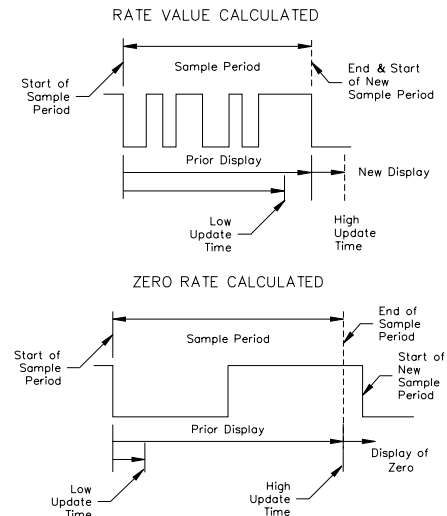 RATE VALUE CALCULATED
Sample Period
Start of
Sample
Period
End & Start
of New
Sample Period
Prior Display
New Display
Low
Update
Time
High
Update
Time
ZERO RATE CALCULATED
Sample Period
Start of
Sample
Period
End of
Sample
Period
Start of
New
Sample
Period
Prior Display
Display of
Zero
Low
Update
Time
High
Update
Time